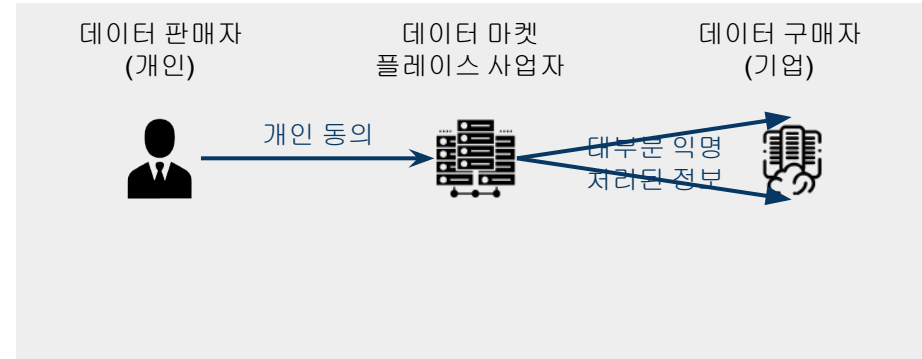 데이터 판매자
(개인)
데이터 마켓
플레이스 사업자
데이터 구매자
(기업)
개인 동의
대부분 익명
처리된 정보